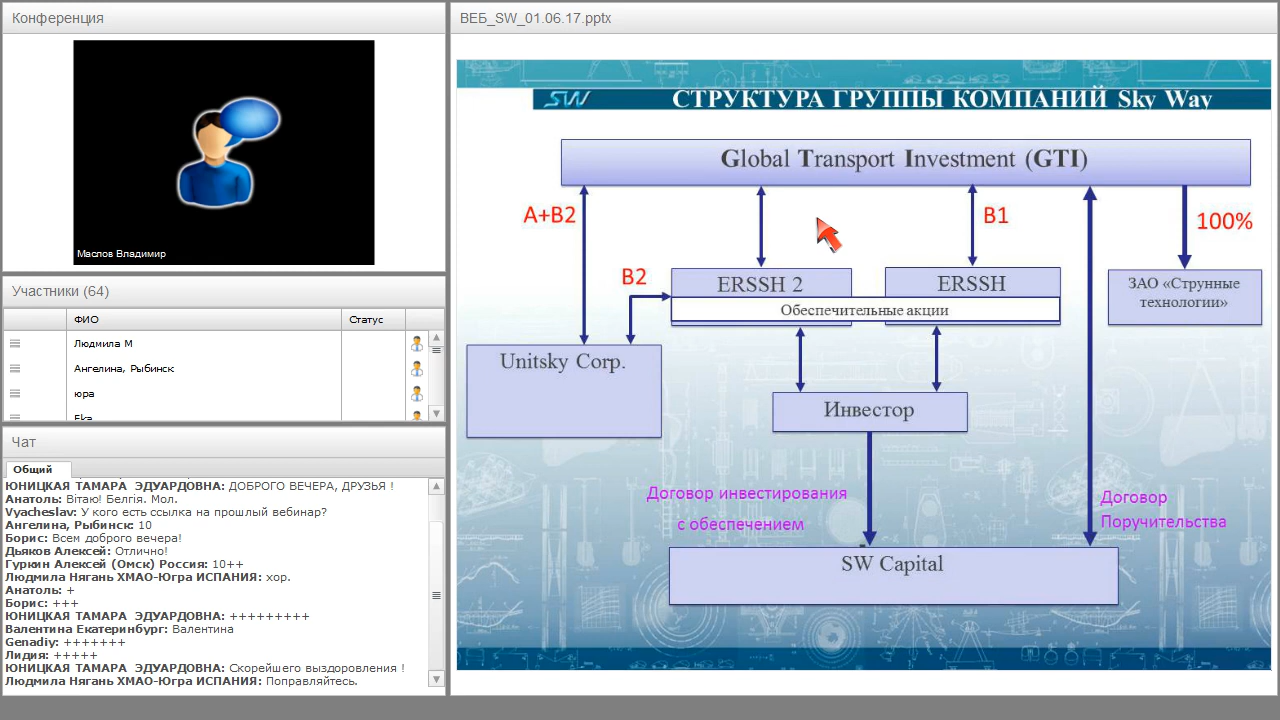 Конференция
Маслов Владимир
Участники (64)
ФИО
Статус
Людмила М
Ангелина, Рыбинск
юра
Eka
Чат
Общий
ЮНИЦКАЯ ТАМАРА ЭДУАРДОВНА: ДОБРОГО ВЕЧЕРА, ДРУЗЬЯ !
Анатоль: Вітаю! Белгія. Мол.
Vyacheslav: У кого есть ссылка на прошлый вебинар?
Ангелина, Рыбинск: 10
Борис: Всем доброго вечера!
Дьяков Алексей: Отлично!
Гуркин Алексей (Омск) Россия: 10++
Людмила Нягань ХМАО-Югра ИСПАНИЯ: хор.
Анатоль: +
Борис: +++
ЮНИЦКАЯ ТАМАРА ЭДУАРДОВНА: +++++++++
Валентина Екатеринбург: Валентина
Genadiy: +++++++
Лидия: +++++
ЮНИЦКАЯ ТАМАРА ЭДУАРДОВНА: Скорейшего выздоровления !
Людмила Нягань ХМАО-Югра ИСПАНИЯ: Поправляйтесь.
ВЕБ_SW_01.06.17.pptx
SW
СТРУКТУРА ГРУППЫ КОМПАНИЙ Sky Way
Global Transport Investment (GTI)
A+B2
B1
100%
B2
ERSSH 2
ERSSH
Обеспечительные акции
ЗАО «Струнные
технологии»
Unitsky Corp.
Инвестор
Договор инвестирования
с обеспечением
Договор
Поручительства
SW Capital